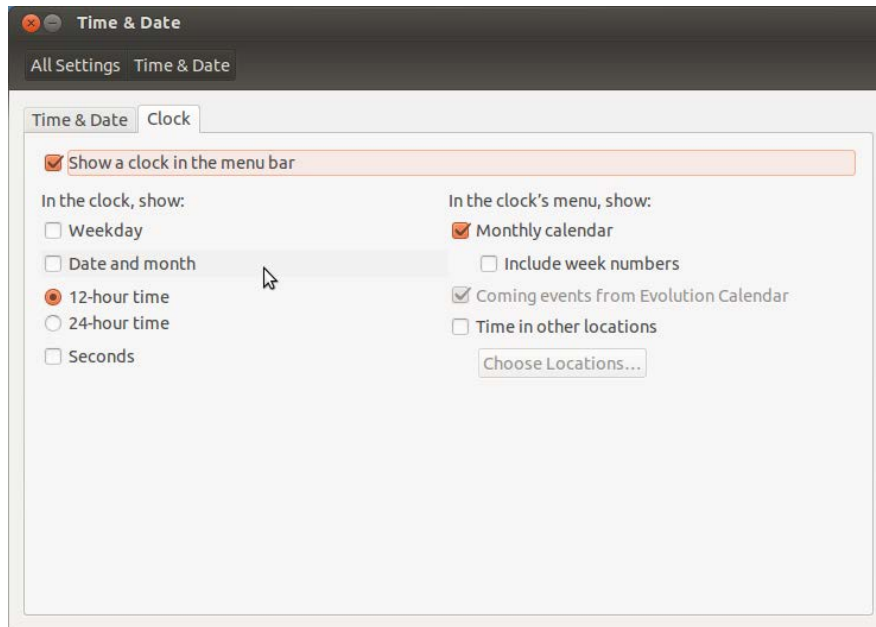 Time & Date
All Settings Time & Date
Time & Date Clock
Show a clock in the menu bar
In the clock, show:
Weekday
Date and month
12-hour time
24-hour time
Seconds
In the clock's menu, show:
Monthly calendar
Include week numbers
Coming events from Evolution Calendar
Time in other locations
Choose Locations...